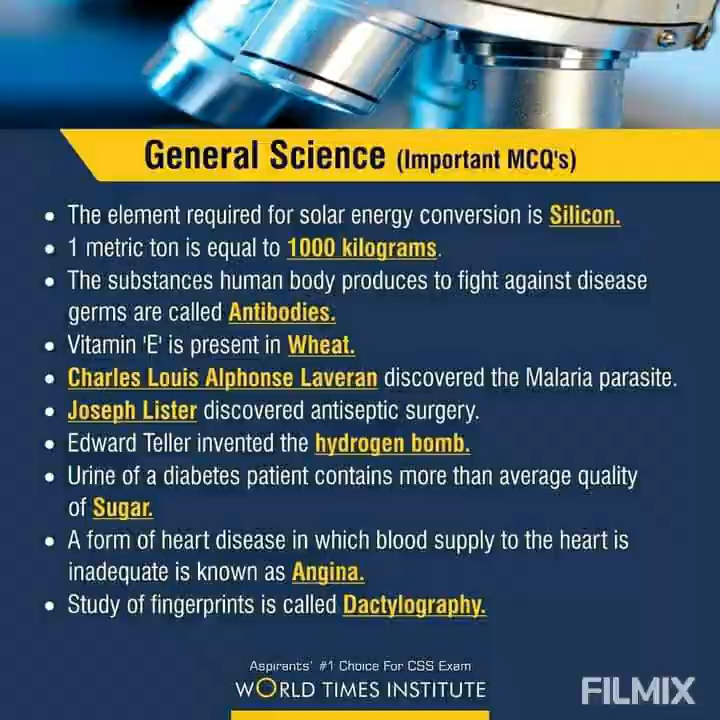 General Science (Important MCQ's)
• The element required for solar energy conversion is Silicon.
• 1 metric ton is equal to 1000 kilograms.
• The substances human body produces to fight against disease
germs are called Antibodies.
• Vitamin 'E' is present in Wheat.
• Charles Louis Alphonse Laveran discovered the Malaria parasite.
• Joseph Lister discovered antiseptic surgery.
• Edward Teller invented the hydrogen bomb.
• Urine of a diabetes patient contains more than average quality
of Sugar.
• A form of heart disease in which blood supply to the heart is
inadequate is known as Angina.
• Study of fingerprints is called Dactylography.
Aspirants' #1 Choice For CSS Exam
WORLD TIMES INSTITUTE
FILMIX